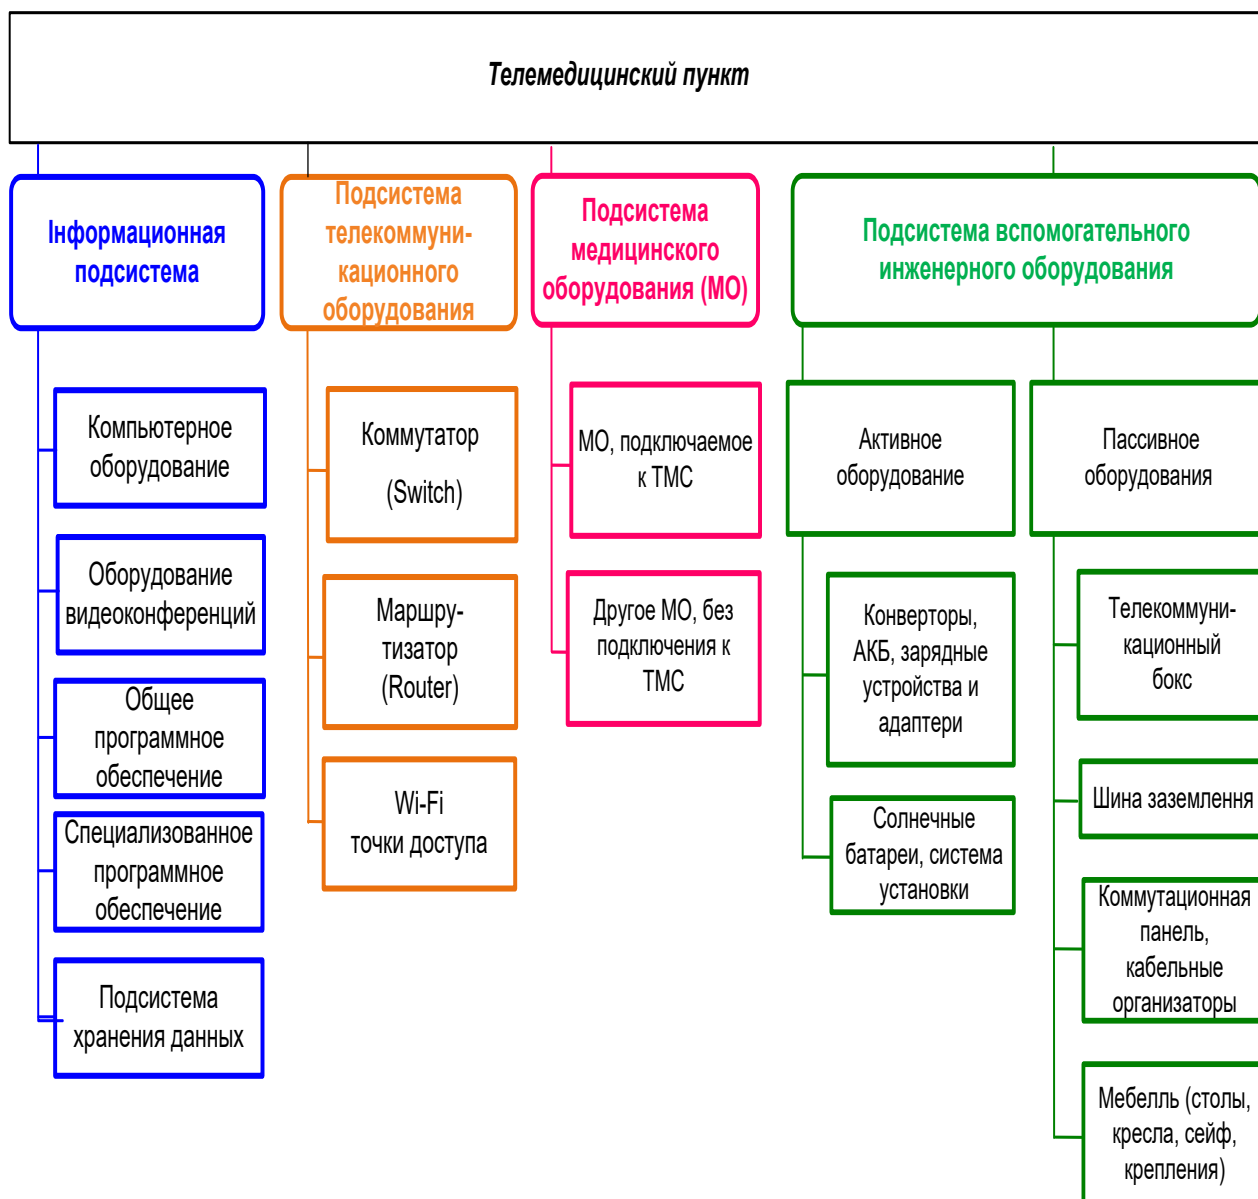 Телемедицинский пункт
Інформационная
подсистема
Подсистема
телекоммуни-
кационного
оборудования
Подсистема
медицинского
оборудования (МО)
Подсистема вспомогательного
инженерного оборудования
Компьютерное
оборудование
Оборудование
видеоконференций
Общее
программное
обеспечение
Специализованное
программное
обеспечение
Подсистема
хранения данных
Коммутатор
(Switch)
Маршру-
тизатор
(Router)
Wi-Fi
точки доступа
МО, подключаемое
к ТМС
Другое МО, без
подключения к
ТМС
Активное
оборудование
Конверторы,
АКБ, зарядные
устройства и
адаптери
Солнечные
батареи, система
установки
Пассивное
оборудования
Телекоммуни-
кационный
бокс
Шина заземлення
Коммутационная
панель,
кабельные
организаторы
Мебелль (столы,
кресла, сейф,
крепления)